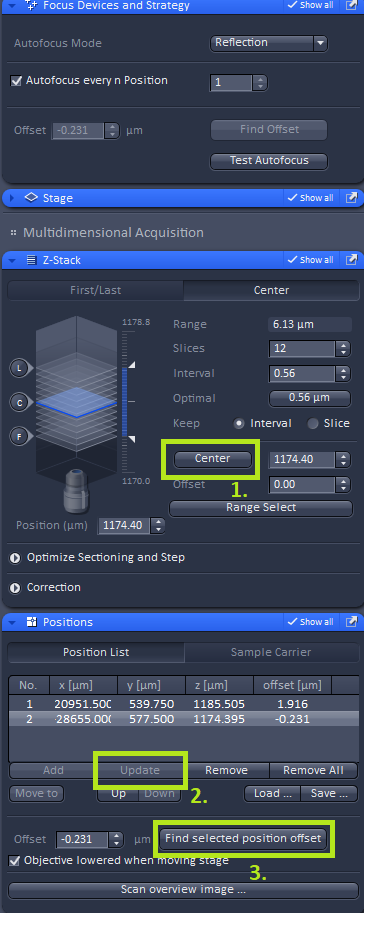 Focus Devices and Strategy Show all
Autofocus Mode Reflection
Autofocus every n Position 1
Offset -0.231 µm Find Offset
Test Autofocus
Stage Show all
Multidimensional Acquisition
Z-Stack Show all
First/Last Center
1178.8 Range 6.13 µm
Slices 12
L Interval 0.56
Optimal 0.56 µm
C
Keep Interval Slice
F
Center 1174.40
1170.0 Offset 0.00
1.
Range Select
Position (µm) 1174.40
Optimize Sectioning and Step
Correction
Positions Show all
Position List Sample Carrier
No. x [µm] y [µm] z [µm] offset [µm]
1 20951.500 539.750 1185.505 1.916
2 -28655.000 577.500 1174.395 -0.231
Add Update Remove Remove All
Move to Up Down 2. Load ... Save ...
Offset -0.231 µm Find selected position offset
Objective lowered when moving stage
3.
Scan overview image ...